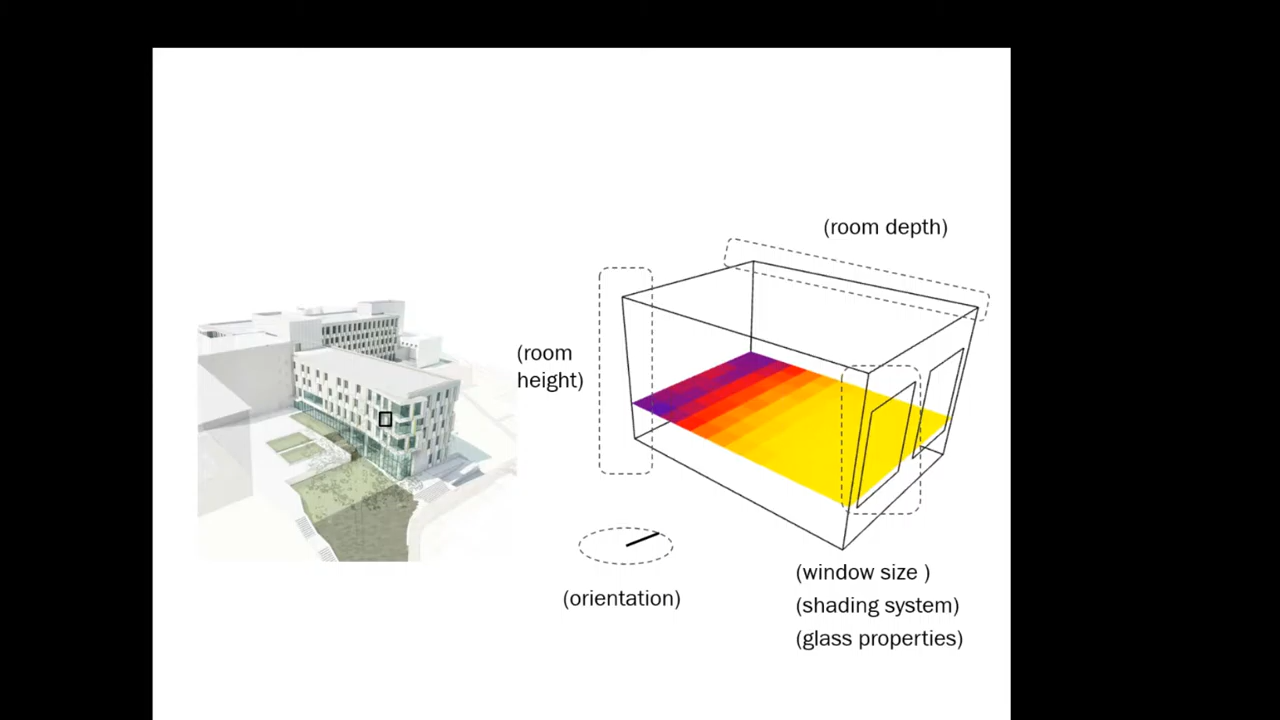 (room depth)
(room
height)
(orientation)
(window size )
(shading system)
(glass properties)